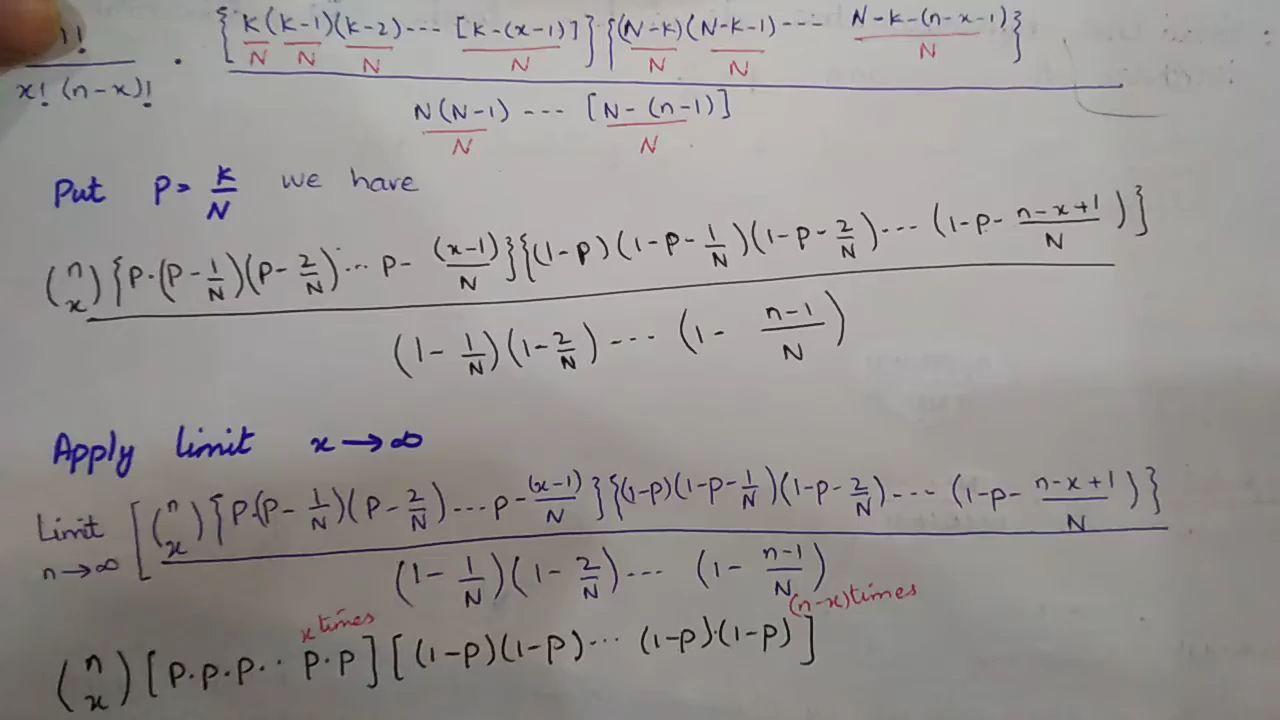 n!/(x! (n-x)!) · {K/N (K-1)/N (K-2)/N ---- [K-(x-1)]/N} {(N-K)/N (N-K-1)/N ---- N-K-(n-x-1)/N} / N(N-1)/N --- [N-(n-1)]/N
Put P = K/N we have
(n x) {P·(P-1/N)(P-2/N)... P-(x-1)/N} {(1-P)(1-P-1/N)(1-P-2/N)---- (1-P-(n-x+1)/N)} / (1-1/N)(1-2/N) ---- (1-(n-1)/N)
Apply limit x→∞
Limit n→∞ [(n x) {P·(P-1/N)(P-2/N)...P-(x-1)/N} {(1-P)(1-P-1/N)(1-P-2/N)---- (1-P-(n-x+1)/N)} / (1-1/N)(1-2/N)---- (1-(n-1)/N)
x times (n-x) times
(n x) [P·P·P·· P·P] [(1-P)(1-P)··· (1-P)·(1-P)]